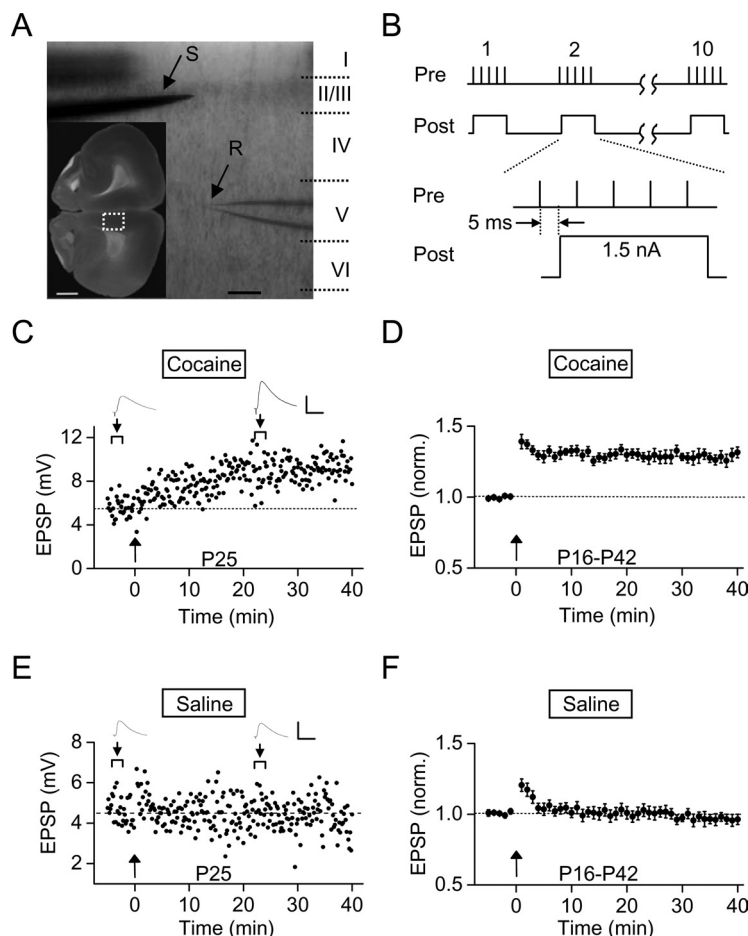 A
S
R
I
II/III
IV
V
VI
B
1 2 10
Pre
Post
Pre
5 ms
Post
1.5 nA
C
Cocaine
12
8
4
0
EPSP (mV)
P25
0 10 20 30 40
Time (min)
D
Cocaine
1.5
1.0
0.5
EPSP (norm.)
P16-P42
0 10 20 30 40
Time (min)
E
Saline
8
6
4
2
EPSP (mV)
P25
0 10 20 30 40
Time (min)
F
Saline
1.5
1.0
0.5
EPSP (norm.)
P16-P42
0 10 20 30 40
Time (min)